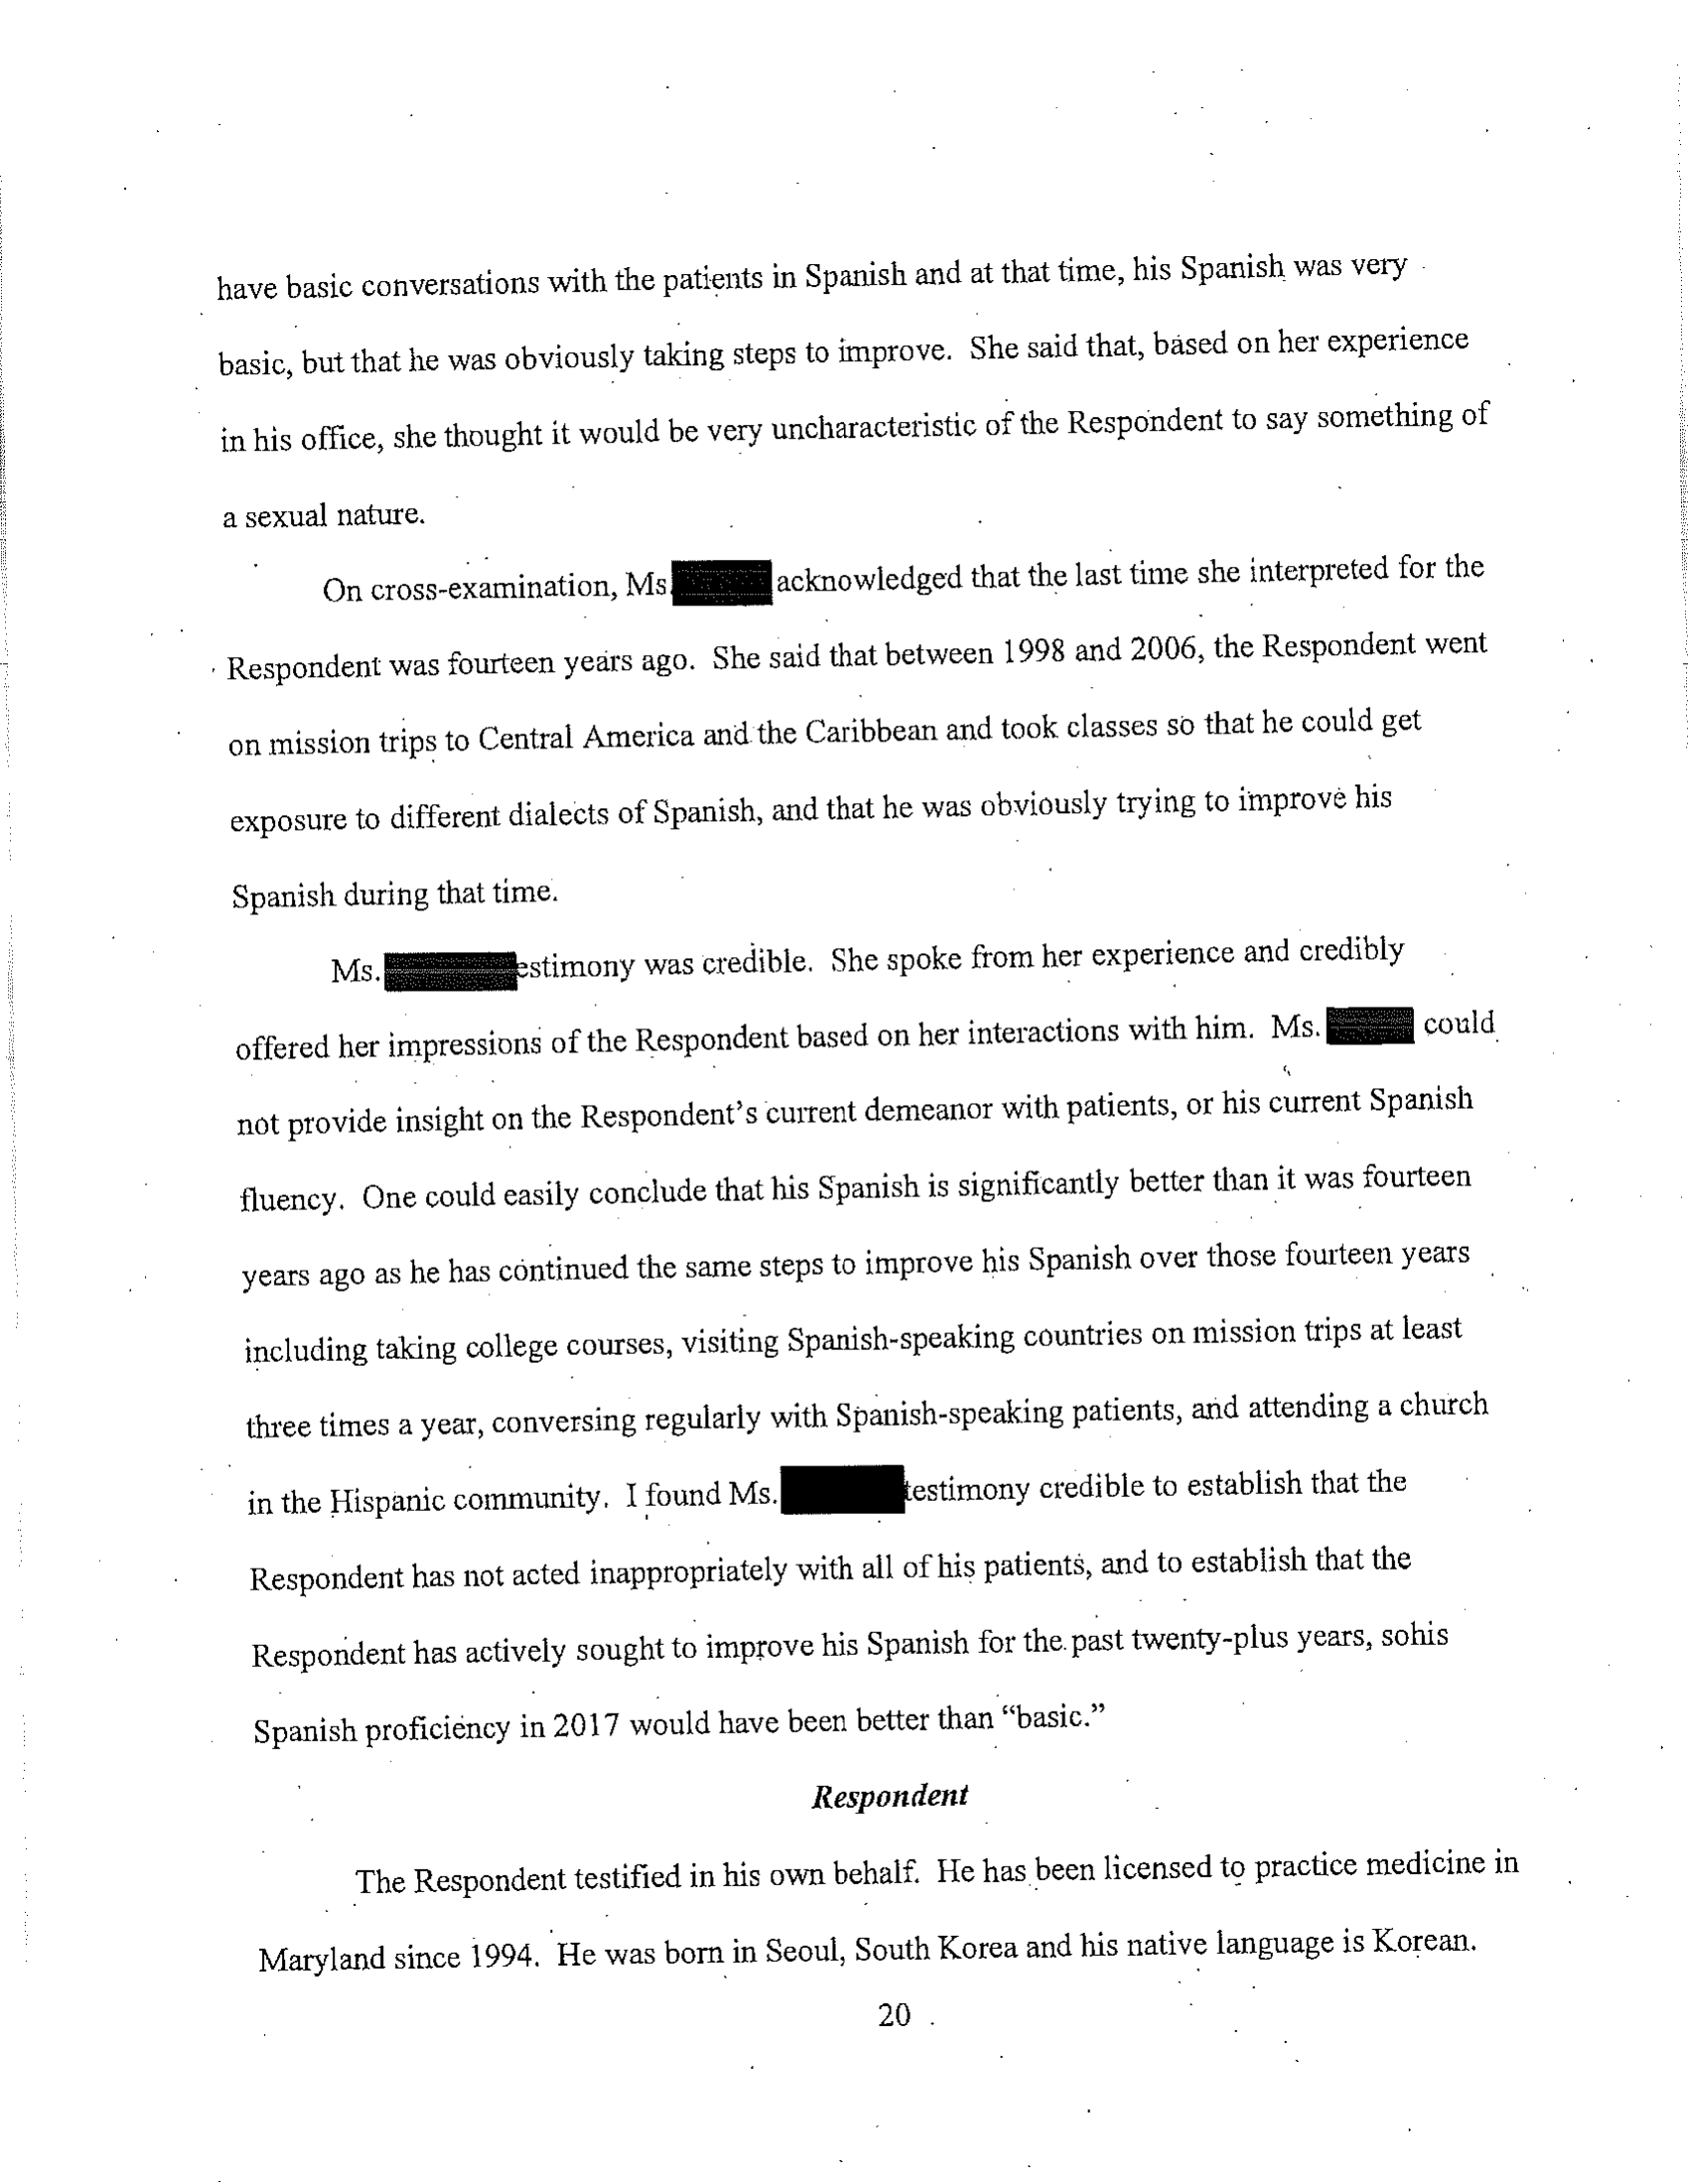 have basic conversations with the patients in Spanish and at that time, his Spanish was very
basic, but that he was obviously taking steps to improve. She said that, based on her experience
in his office, she thought it would be very uncharacteristic of the Respondent to say something of
a sexual nature.
On cross-examination, Ms. acknowledged that the last time she interpreted for the
Respondent was fourteen years ago. She said that between 1998 and 2006, the Respondent went
on mission trips to Central America and the Caribbean and took classes so that he could get
exposure to different dialects of Spanish, and that he was obviously trying to improve his
Spanish during that time.
Ms. estimony was credible. She spoke from her experience and credibly
offered her impressions of the Respondent based on her interactions with him. Ms. could
not provide insight on the Respondent's current demeanor with patients, or his current Spanish
fluency. One could easily conclude that his Spanish is significantly better than it was fourteen
years ago as he has continued the same steps to improve his Spanish over those fourteen years
including taking college courses, visiting Spanish-speaking countries on mission trips at least
three times a year, conversing regularly with Spanish-speaking patients, and attending a church
in the Hispanic community. I found Ms. testimony credible to establish that the
Respondent has not acted inappropriately with all of his patients, and to establish that the
Respondent has actively sought to improve his Spanish for the past twenty-plus years, sohis
Spanish proficiency in 2017 would have been better than “basic.”
Respondent
The Respondent testified in his own behalf. He has been licensed to practice medicine in
Maryland since 1994. He was born in Seoul, South Korea and his native language is Korean.
20